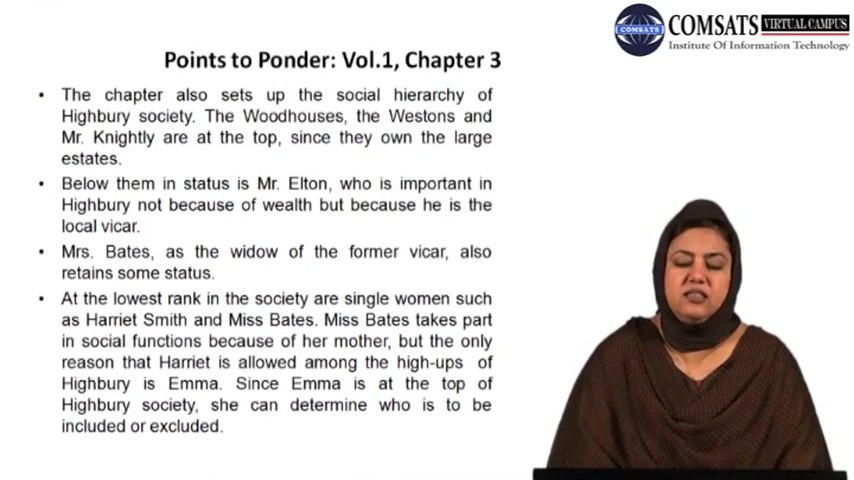 COMSATS
COMSATS VIRTUAL CAMPUS
Institute Of Information Technology
Points to Ponder: Vol.1, Chapter 3
• The chapter also sets up the social hierarchy of
Highbury society. The Woodhouses, the Westons and
Mr. Knightly are at the top, since they own the large
estates.
• Below them in status is Mr. Elton, who is important in
Highbury not because of wealth but because he is the
local vicar.
• Mrs. Bates, as the widow of the former vicar, also
retains some status.
• At the lowest rank in the society are single women such
as Harriet Smith and Miss Bates. Miss Bates takes part
in social functions because of her mother, but the only
reason that Harriet is allowed among the high-ups of
Highbury is Emma. Since Emma is at the top of
Highbury society, she can determine who is to be
included or excluded.